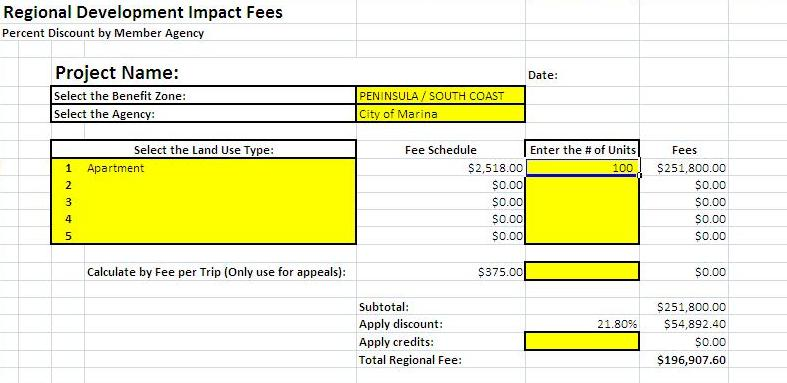 Regional Development Impact Fees
Percent Discount by Member Agency
Project Name: Date:
Select the Benefit Zone: PENINSULA / SOUTH COAST
Select the Agency: City of Marina
Select the Land Use Type: Fee Schedule Enter the # of Units Fees
1 Apartment $2,518.00 100 $251,800.00
2 $0.00 $0.00
3 $0.00 $0.00
4 $0.00 $0.00
5 $0.00 $0.00
Calculate by Fee per Trip (Only use for appeals): $375.00 $0.00
Subtotal: $251,800.00
Apply discount: 21.80% $54,892.40
Apply credits: $0.00
Total Regional Fee: $196,907.60